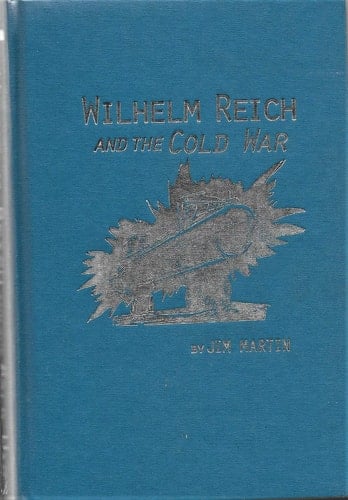 WILHELM REICH
AND THE COLD WAR
BY JIM MARTIN